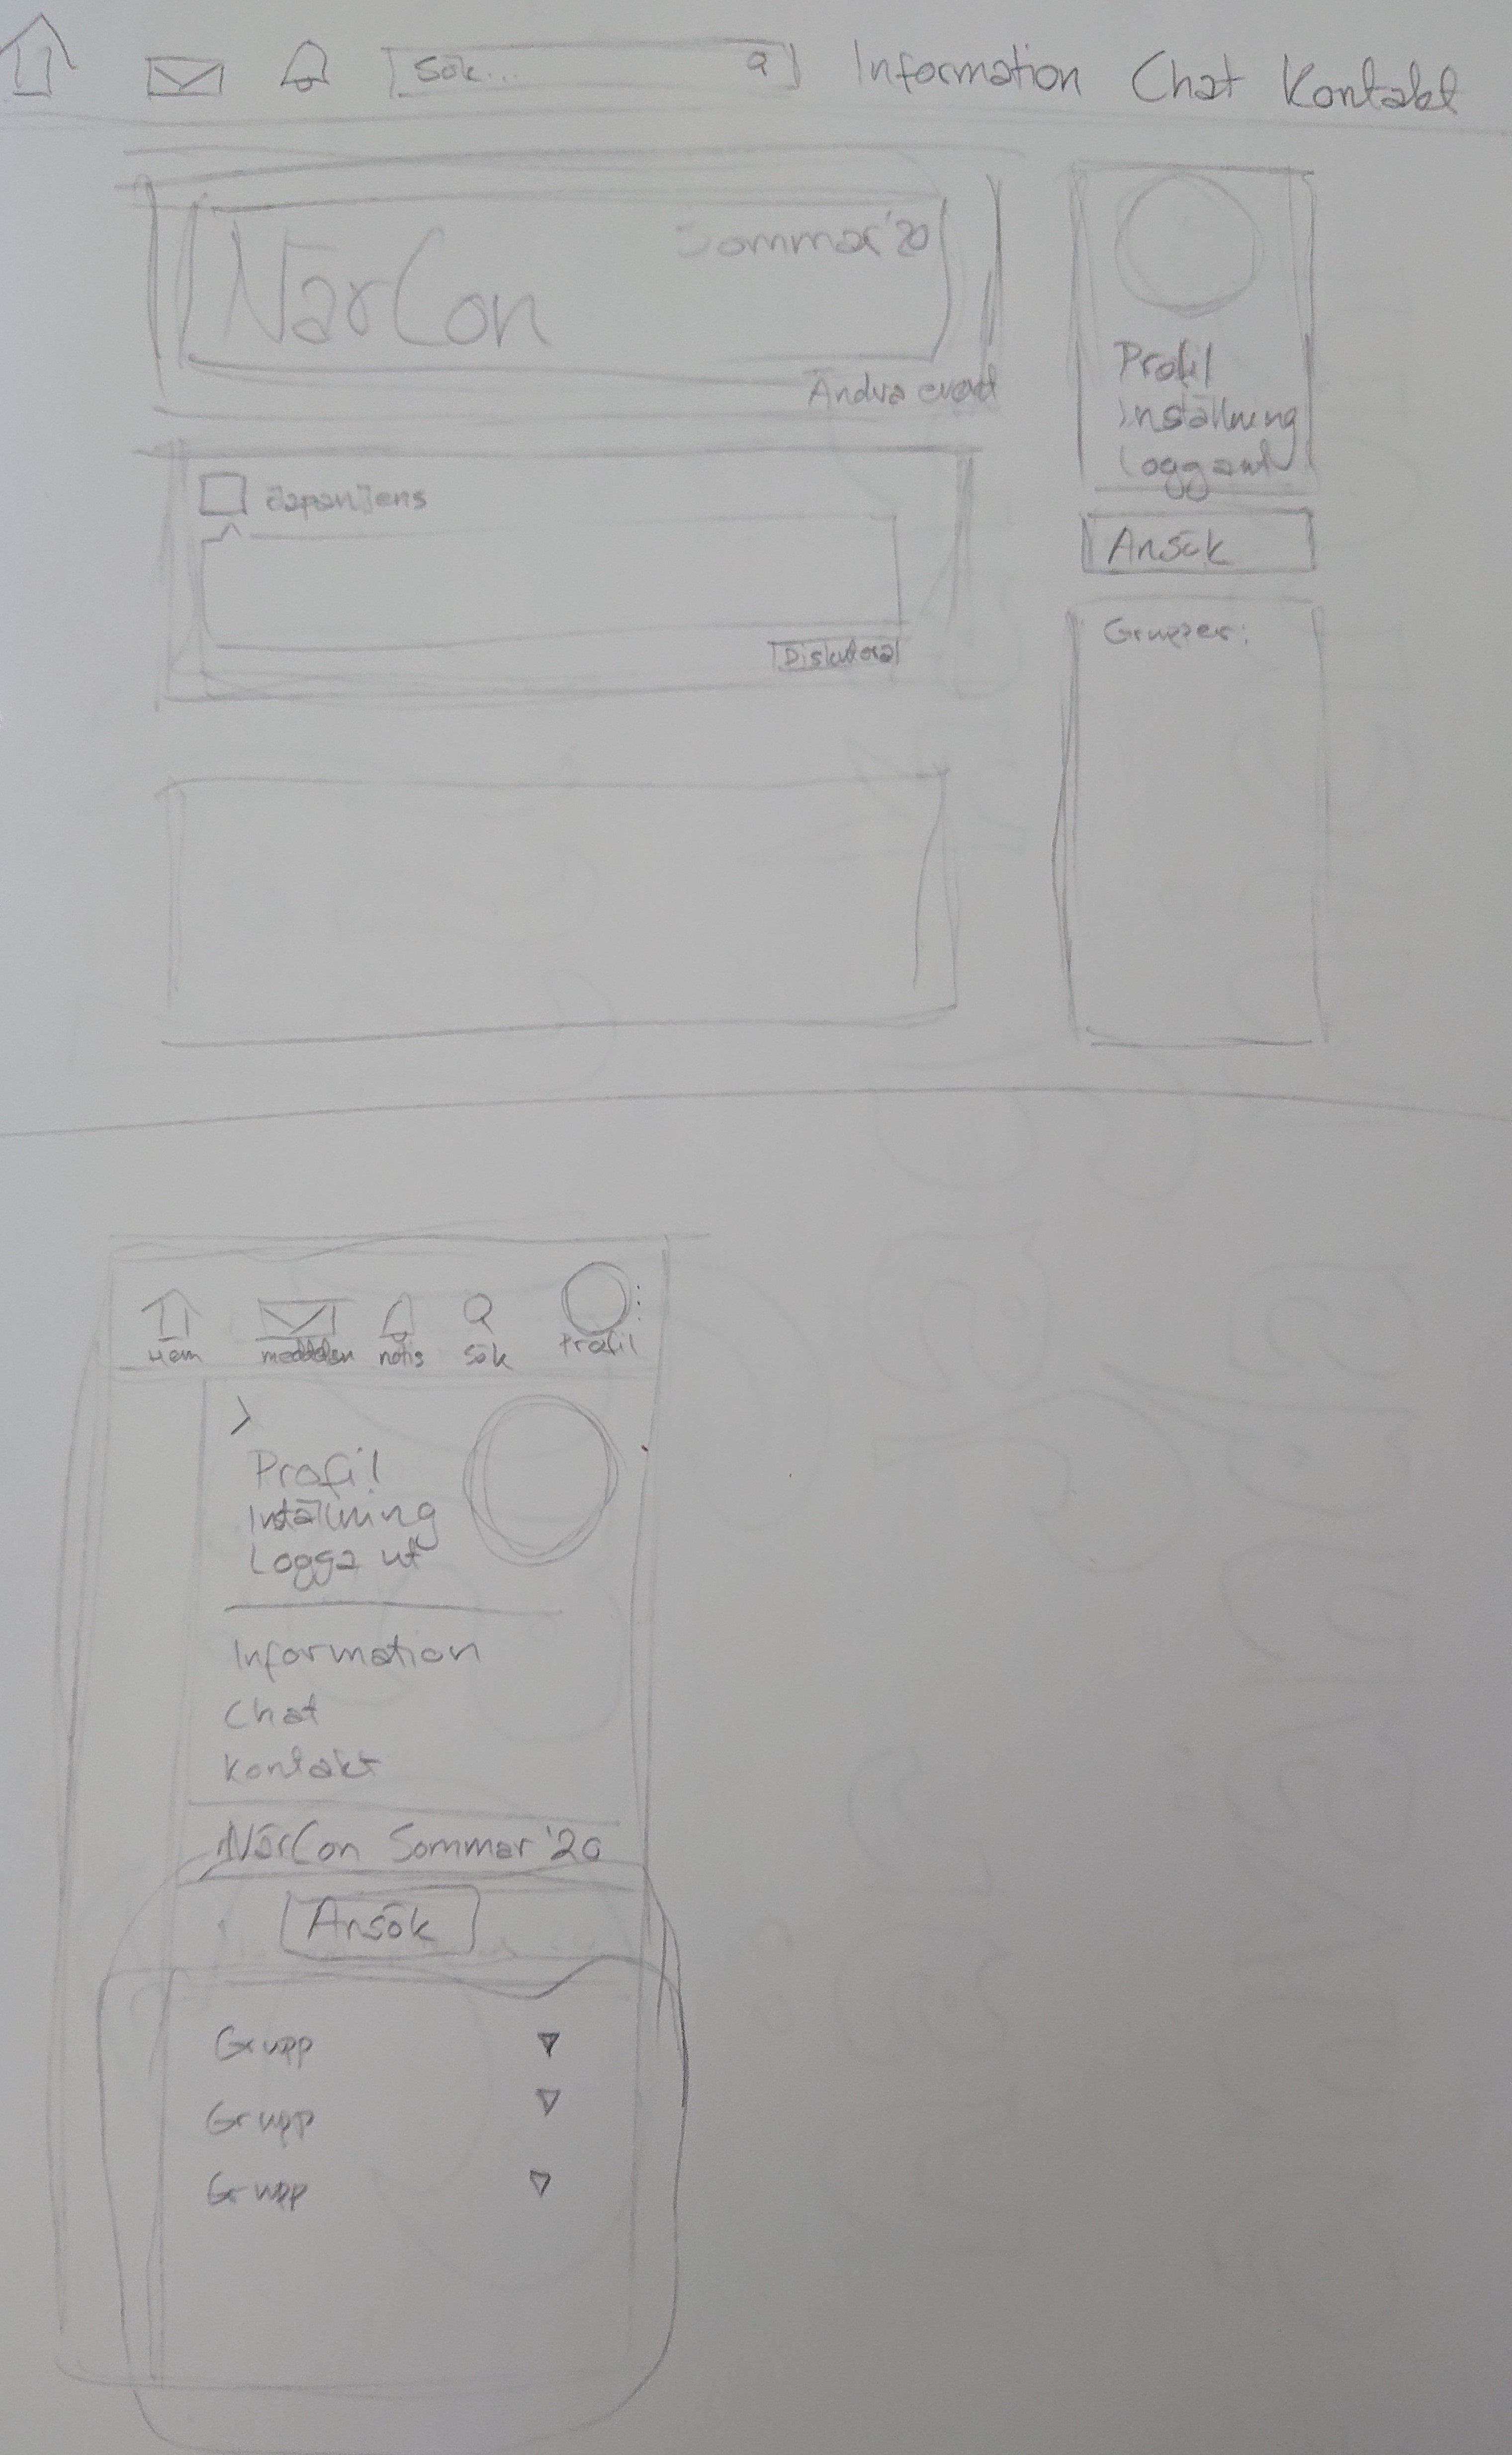 Sök...
Information Chat Kontakt
NärCon
Sommar '20
Andra event
Japanjens
Diskutera
Profil
Inställning
Logga ut
Ansök
Grupper:
Hem
notis
Sök
Profil
Profil
Inställning
Logga ut
Information
Chat
Kontakt
NärCon Sommar '20
Ansök
Grupp
Grupp
Grupp